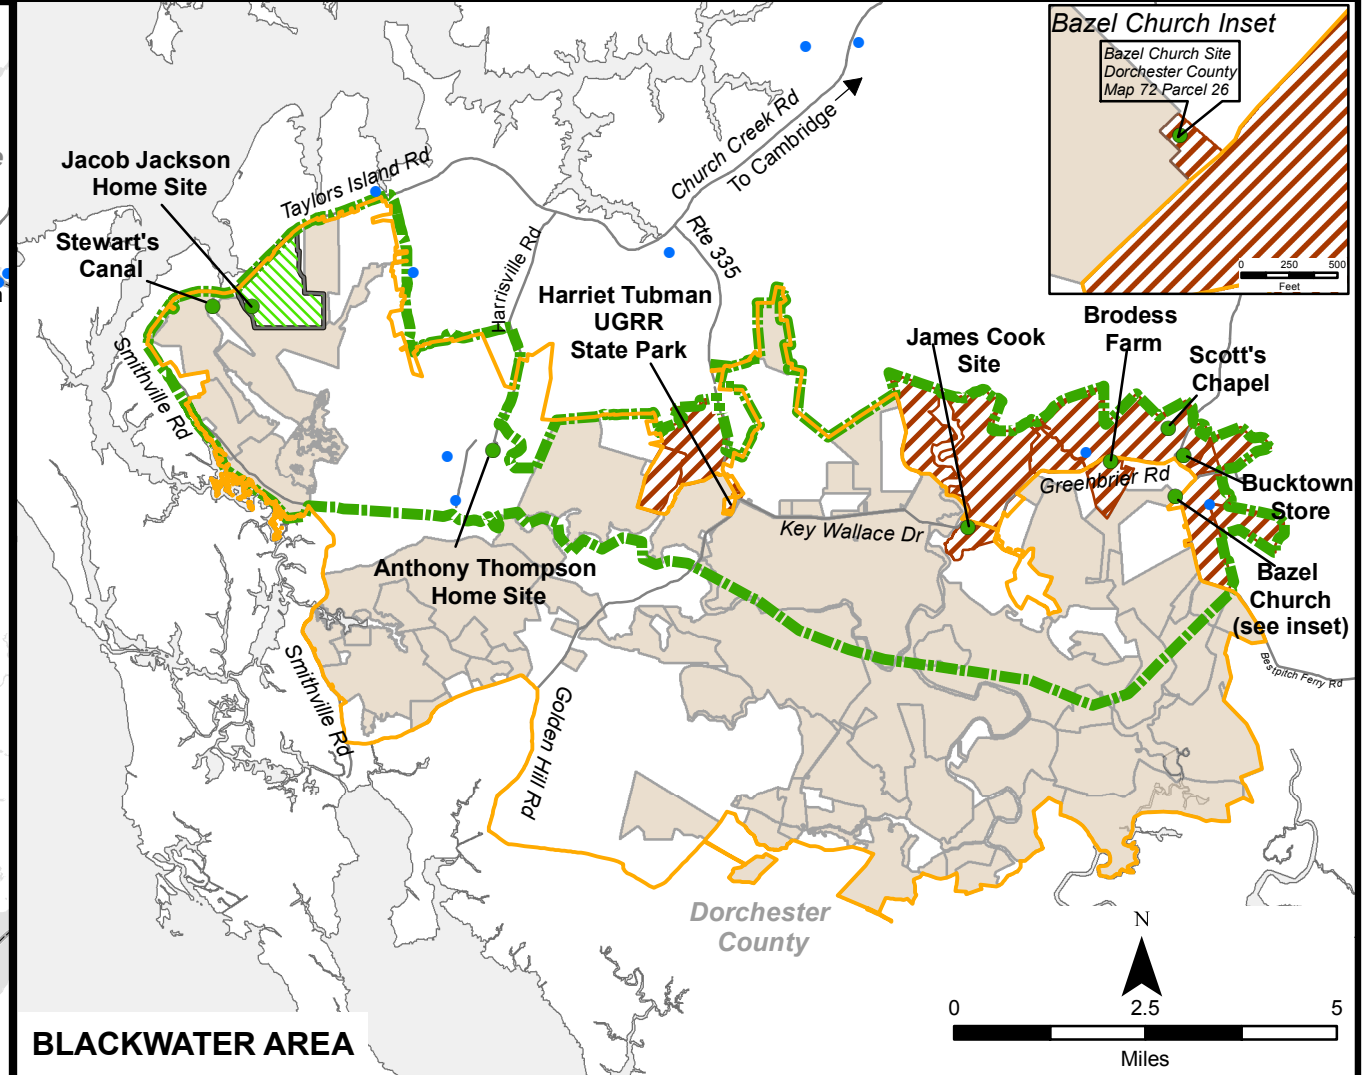 Bazel Church Inset
Bazel Church Site
Dorchester County
Map 72 Parcel 26
0 250 500
Feet
Church Creek Rd
To Cambridge
Jacob Jackson
Home Site
Taylors Island Rd
Stewart's
Canal
Harrisville Rd
Rte 335
Harriet Tubman
UGRR
State Park
James Cook
Site
Brodess
Farm
Scott's
Chapel
Smithville Rd
Greenbrier Rd
Bucktown
Store
Key Wallace Dr
Anthony Thompson
Home Site
Bazel
Church
(see inset)
Bestpitch Ferry Rd
Smithville Rd
Golden Hill Rd
Dorchester
County
N
0 2.5 5
Miles
BLACKWATER AREA